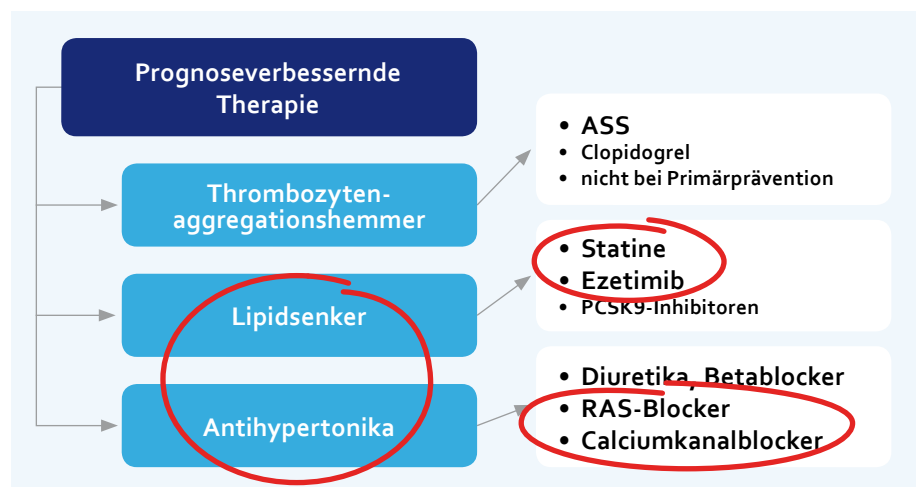 Prognoseverbessernde
Therapie
Thrombozyten-
aggregationshemmer
• ASS
• Clopidogrel
• nicht bei Primärprävention
Lipidsenker
• Statine
• Ezetimib
• PCSK9-Inhibitoren
Antihypertonika
• Diuretika, Betablocker
• RAS-Blocker
• Calciumkanalblocker